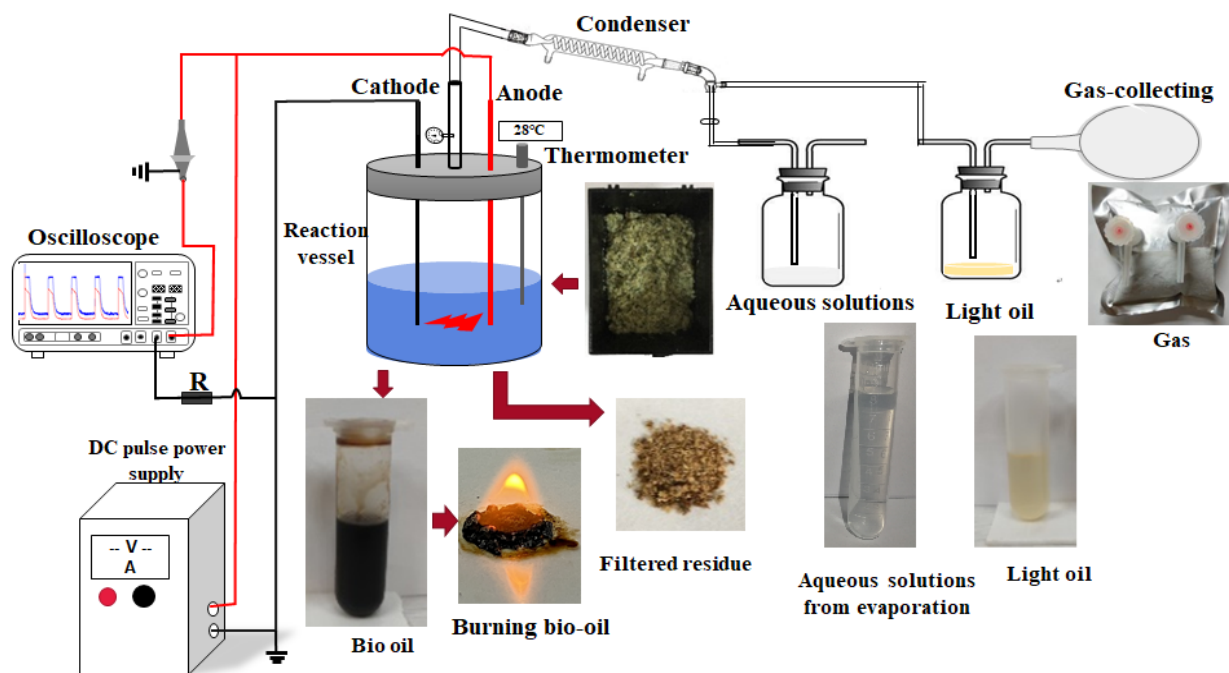 Condenser
Cathode
Anode
Gas-collecting
28°C
Thermometer
Reaction
vessel
Oscilloscope
Aqueous solutions
Light oil
Gas
R
DC pulse power
supply
-- V --
A
Filtered residue
Aqueous solutions
from evaporation
Light oil
Burning bio-oil
Bio oil